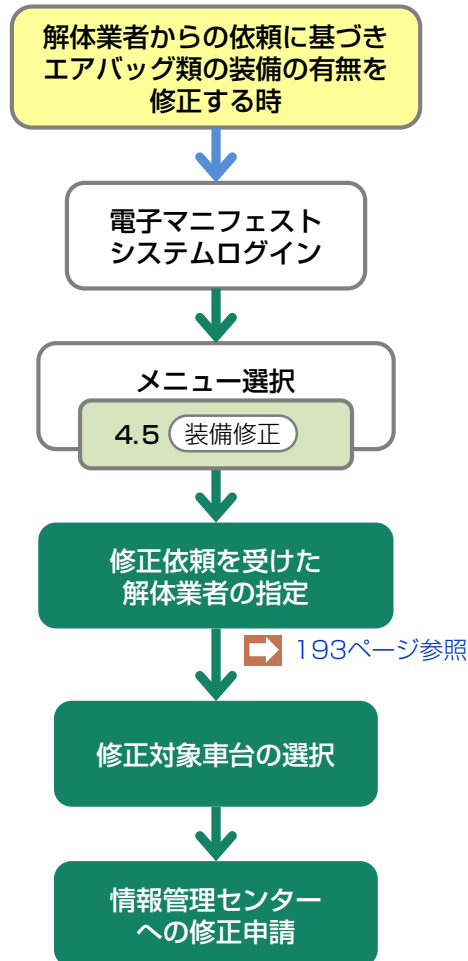 解体業者からの依頼に基づき
エアバッグ類の装備の有無を
修正する時
電子マニフェスト
システムログイン
メニュー選択
4.5 装備修正
修正依頼を受けた
解体業者の指定
193ページ参照
修正対象車台の選択
情報管理センター
への修正申請